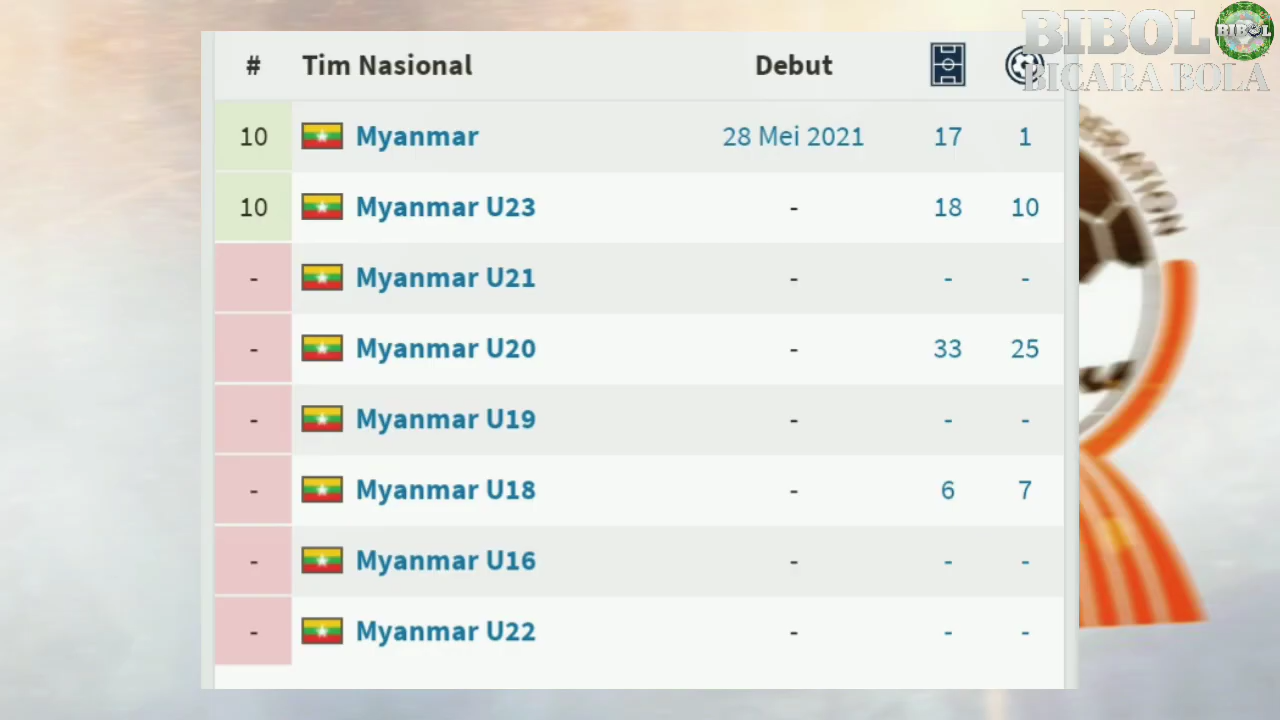 BIBOL
BIBOL
BICARA BOLA
# Tim Nasional Debut
10 Myanmar 28 Mei 2021 17 1
10 Myanmar U23 - 18 10
- Myanmar U21 - - -
- Myanmar U20 - 33 25
- Myanmar U19 - - -
- Myanmar U18 - 6 7
- Myanmar U16 - - -
- Myanmar U22 - - -